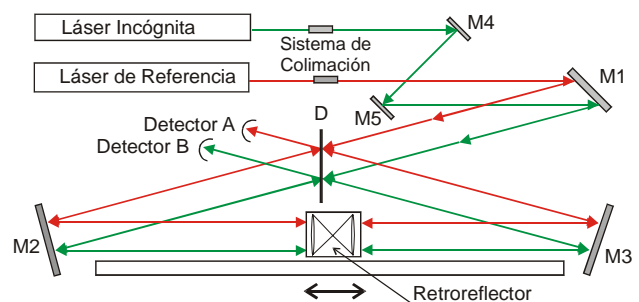 Láser Incógnita
M4
Sistema de
Colimación
Láser de Referencia
M1
M5
D
Detector A
Detector B
M2
M3
Retroreflector